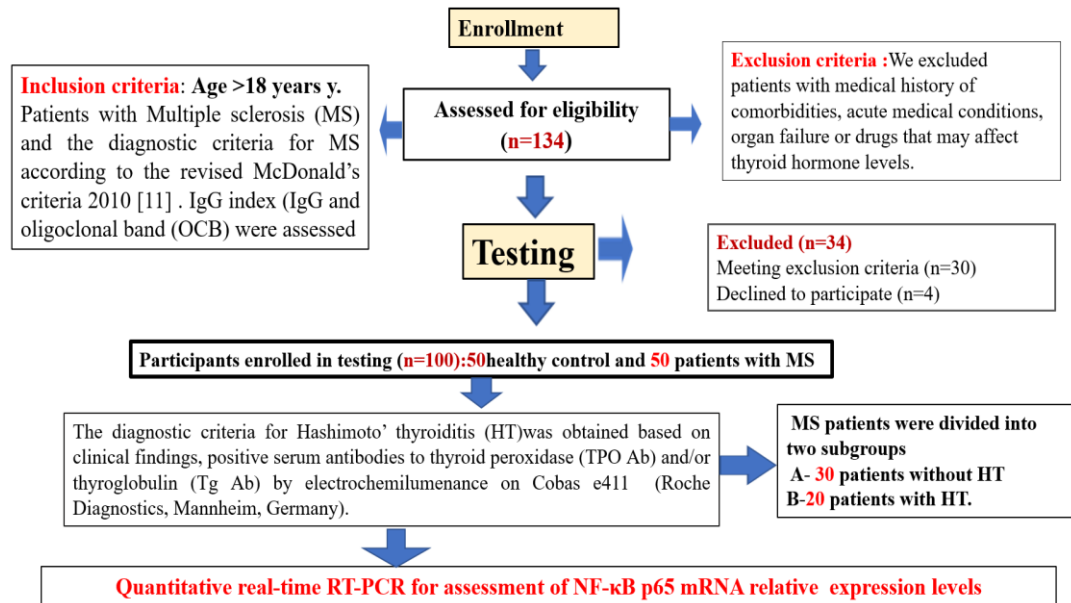 Enrollment
Inclusion criteria: Age >18 years y.
Patients with Multiple sclerosis (MS)
and the diagnostic criteria for MS
according to the revised McDonald's
criteria 2010 [11] . IgG index (IgG and
oligoclonal band (OCB) were assessed
Assessed for eligibility
(n=134)
Exclusion criteria :We excluded
patients with medical history of
comorbidities, acute medical conditions,
organ failure or drugs that may affect
thyroid hormone levels.
Testing
Excluded (n=34)
Meeting exclusion criteria (n=30)
Declined to participate (n=4)
Participants enrolled in testing (n=100):50healthy control and 50 patients with MS
The diagnostic criteria for Hashimoto' thyroiditis (HT)was obtained based on
clinical findings, positive serum antibodies to thyroid peroxidase (TPO Ab) and/or
thyroglobulin (Tg Ab) by electrochemilumenance on Cobas e411 (Roche
Diagnostics, Mannheim, Germany).
MS patients were divided into
two subgroups
A- 30 patients without HT
B-20 patients with HT.
Quantitative real-time RT-PCR for assessment of NF-κB p65 mRNA relative expression levels